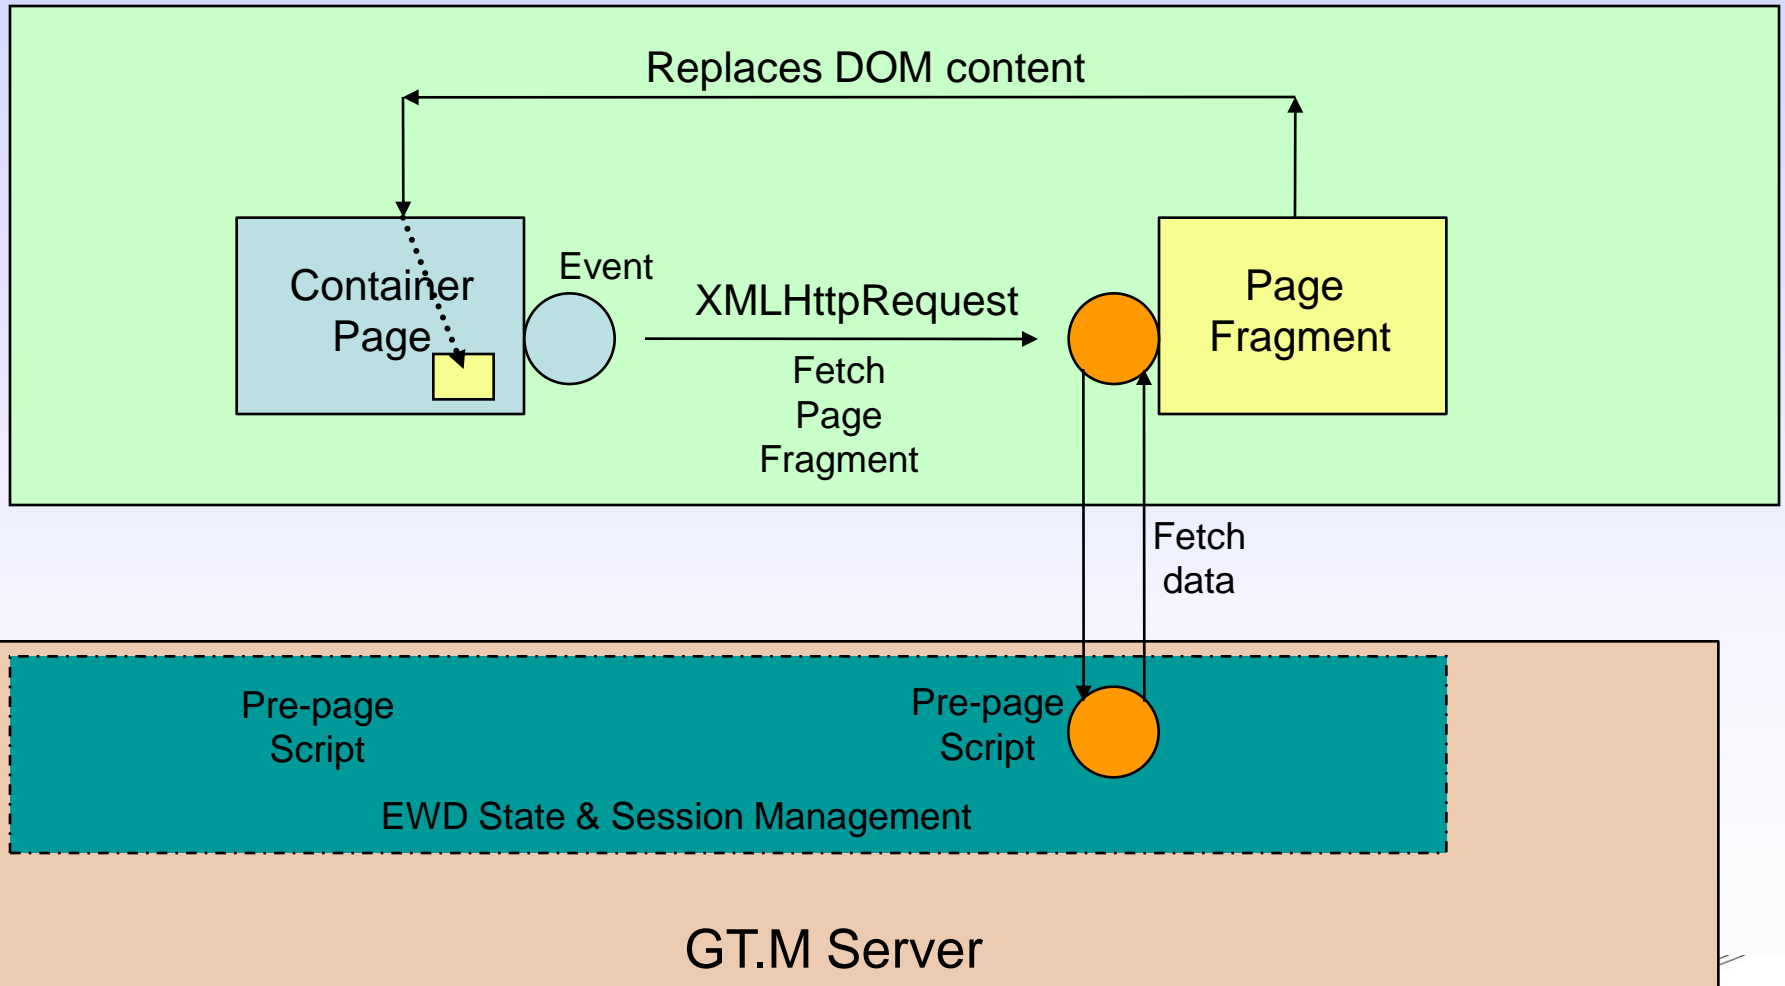 Replaces DOM content
Event
Container
Page
XMLHttpRequest
Fetch
Page
Fragment
Page
Fragment
Fetch
data
Pre-page
Script
Pre-page
Script
EWD State & Session Management
GT.M Server